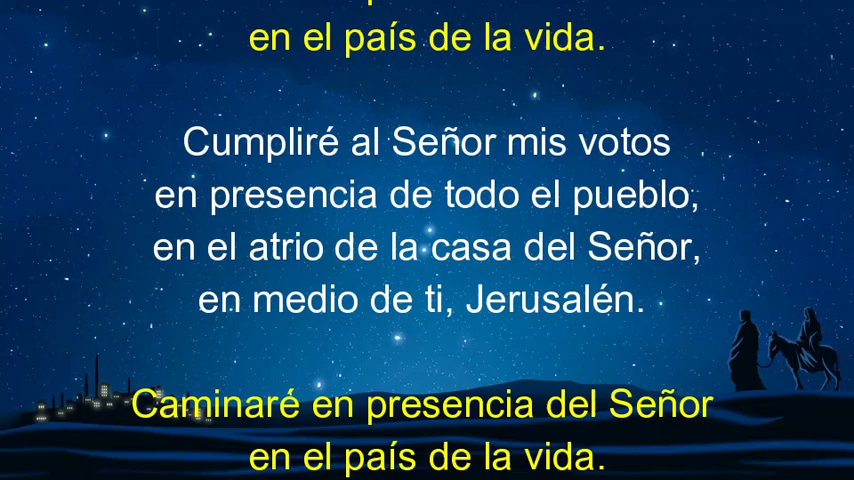 en el país de la vida.
Cumpliré al Señor mis votos
en presencia de todo el pueblo,
en el atrio de la casa del Señor,
en medio de ti, Jerusalén.
Caminaré en presencia del Señor
en el país de la vida.